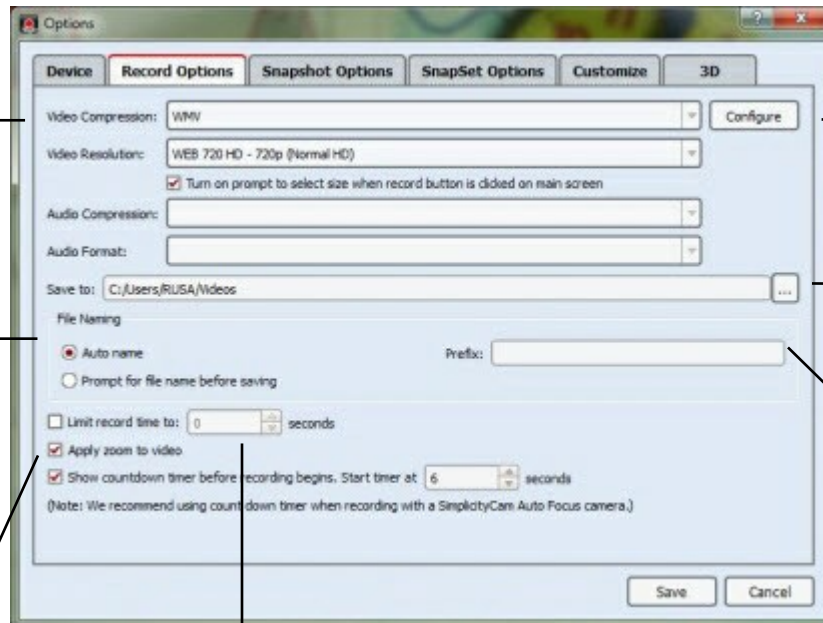 Options
Device Record Options Snapshot Options SnapSet Options Customize 3D
Video Compression: WMV Configure
Video Resolution: WEB 720 HD - 720p (Normal HD)
Turn on prompt to select size when record button is clicked on main screen
Audio Compression:
Audio Format:
Save to: C:/Users/RUSA/Videos ...
File Naming
Auto name Prefix:
Prompt for file name before saving
Limit record time to: 0 seconds
Apply zoom to video
Show countdown timer before recording begins. Start timer at 6 seconds
(Note: We recommend using count down timer when recording with a SimplicityCam Auto Focus camera.)
Save Cancel